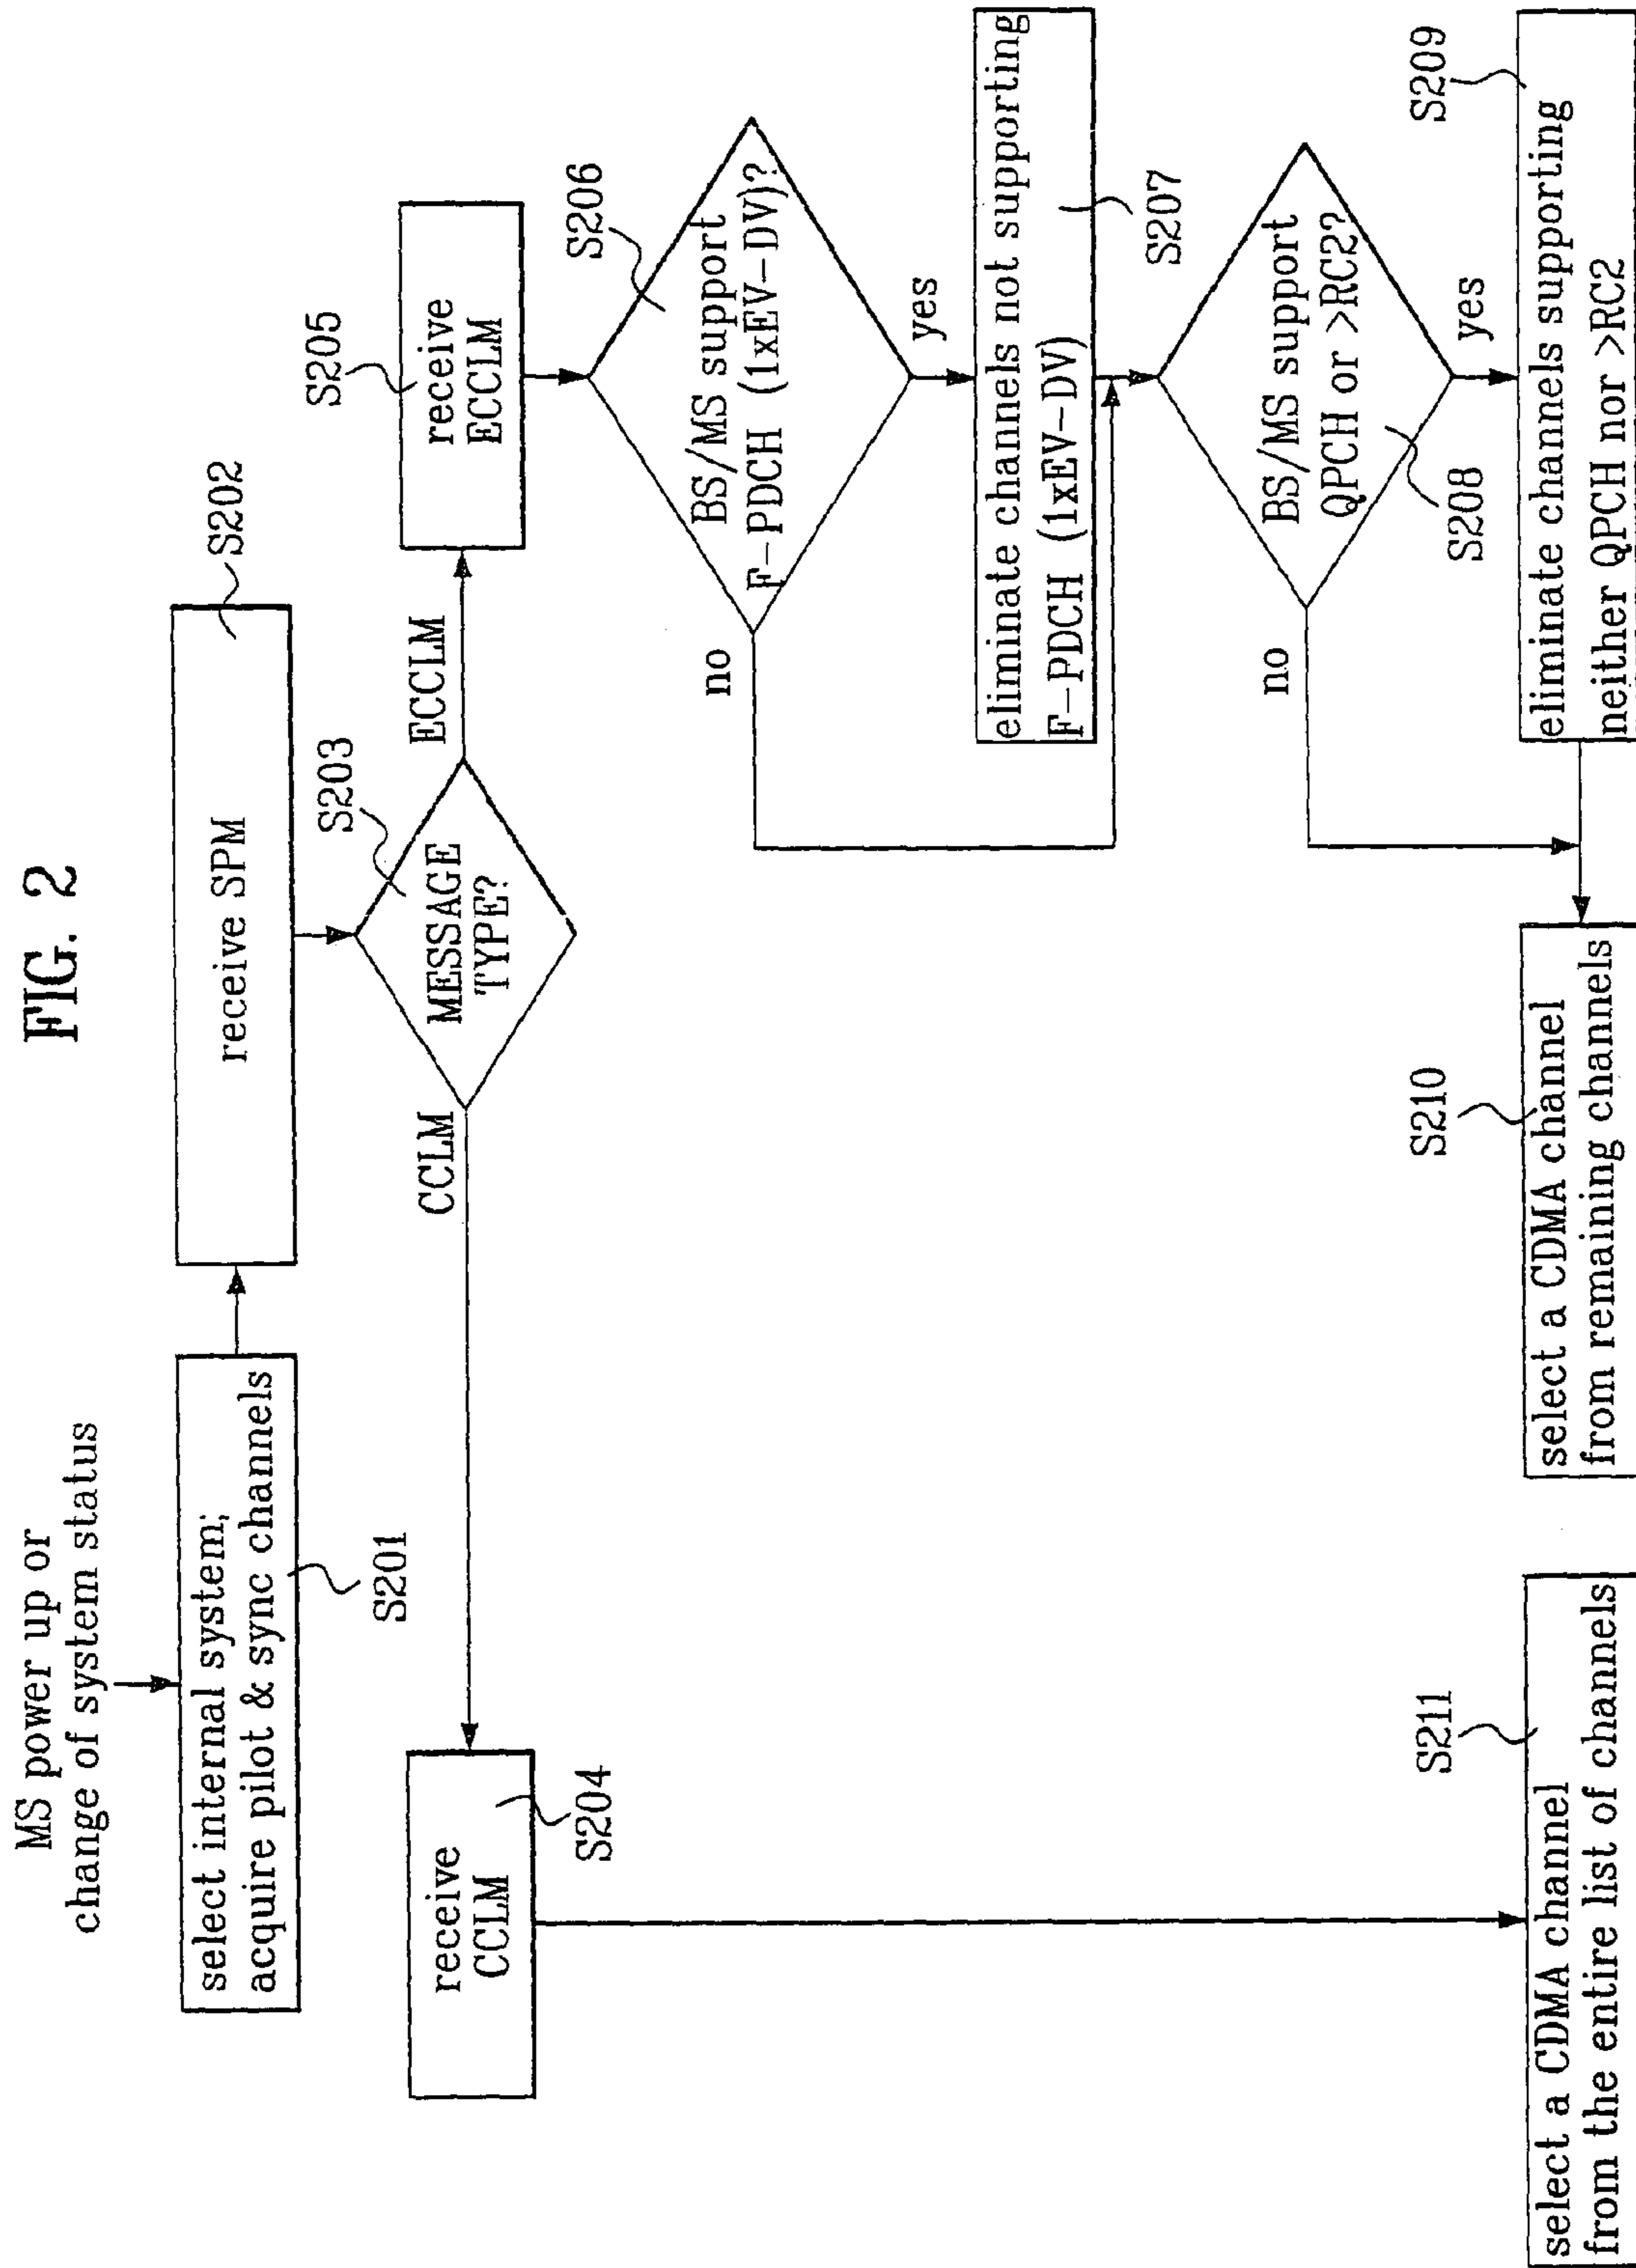 FIG. 2
MS power up or
change of system status
select internal system;
acquire pilot & sync channels
S201
receive SPM
S202
MESSAGE
TYPE?
S203
CCLM
ECCLM
receive
CCLM
S204
receive
ECCLM
S205
BS/MS support
F-PDCH (1xEV-DV)?
S206
no
yes
eliminate channels not supporting
F-PDCH (1xEV-DV)
S207
BS/MS support
QPCH or >RC2?
S208
no
yes
eliminate channels supporting
neither QPCH nor >RC2
S209
select a CDMA channel
from remaining channels
S210
select a CDMA channel
from the entire list of channels
S211